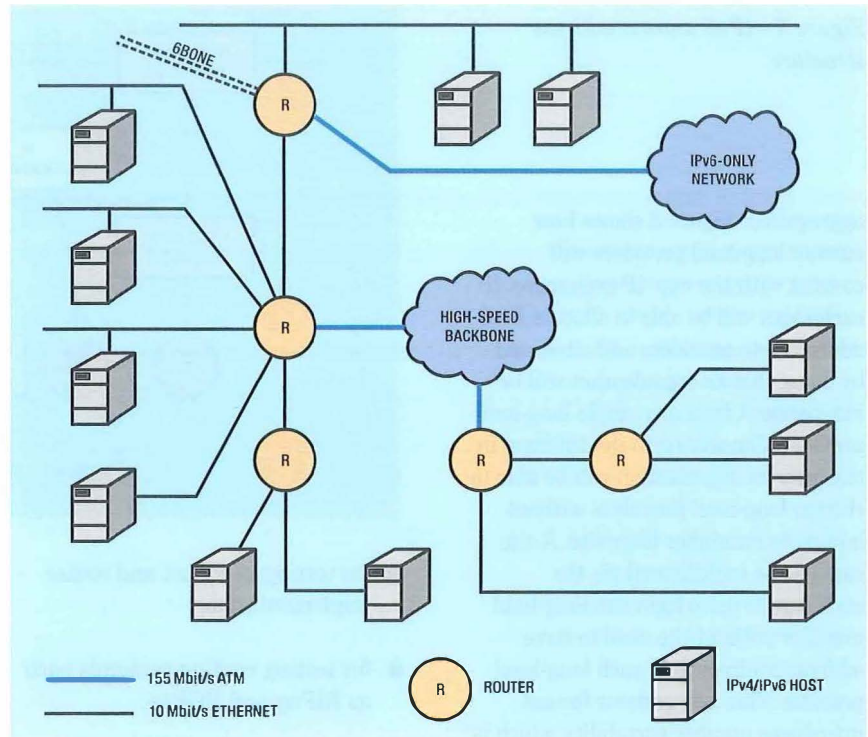 6BONE
R
IPv6-ONLY
NETWORK
R
HIGH-SPEED
BACKBONE
R
R
R
155 Mbit/s ATM
10 Mbit/s ETHERNET
R
ROUTER
IPv4/IPv6 HOST